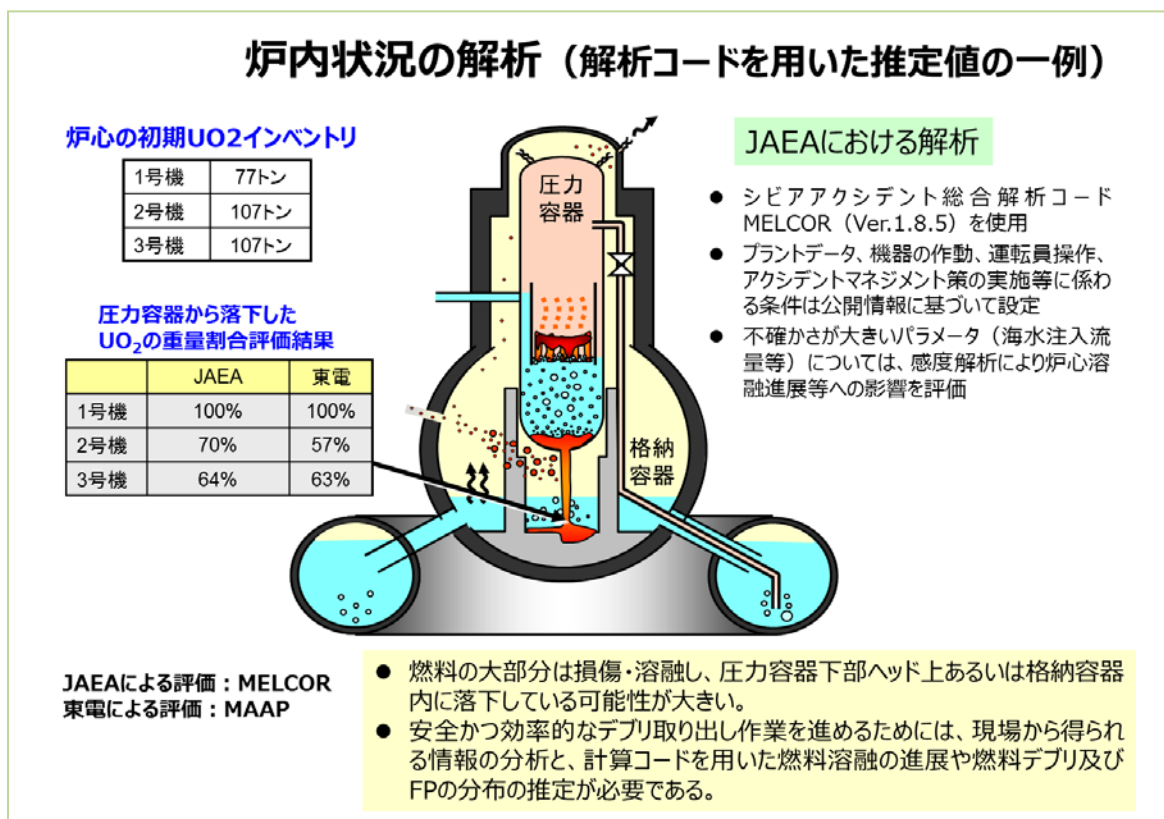 炉内状況の解析（解析コードを用いた推定値の一例）
炉心の初期UO2インベントリ
1号機 77トン
2号機 107トン
3号機 107トン
圧力容器から落下した
UO₂の重量割合評価結果
JAEA 東電
1号機 100% 100%
2号機 70% 57%
3号機 64% 63%
圧力
容器
格納
容器
JAEAにおける解析
● シビアアクシデント総合解析コード
MELCOR（Ver.1.8.5）を使用
● プラントデータ、機器の作動、運転員操作、
アクシデントマネジメント策の実施等に係わ
る条件は公開情報に基づいて設定
● 不確かさが大きいパラメータ（海水注入流
量等）については、感度解析により炉心溶
融進展等への影響を評価
JAEAによる評価：MELCOR
東電による評価：MAAP
● 燃料の大部分は損傷・溶融し、圧力容器下部ヘッド上あるいは格納容器
内に落下している可能性が大きい。
● 安全かつ効率的なデブリ取り出し作業を進めるためには、現場から得られ
る情報の分析と、計算コードを用いた燃料溶融の進展や燃料デブリ及び
FPの分布の推定が必要である。